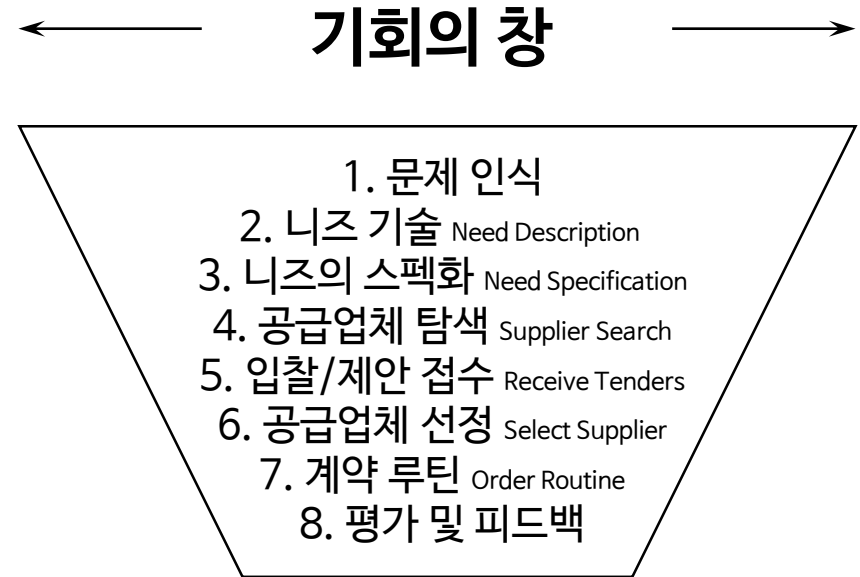 기회의 창
1. 문제 인식
2. 니즈 기술 Need Description
3. 니즈의 스펙화 Need Specification
4. 공급업체 탐색 Supplier Search
5. 입찰/제안 접수 Receive Tenders
6. 공급업체 선정 Select Supplier
7. 계약 루틴 Order Routine
8. 평가 및 피드백